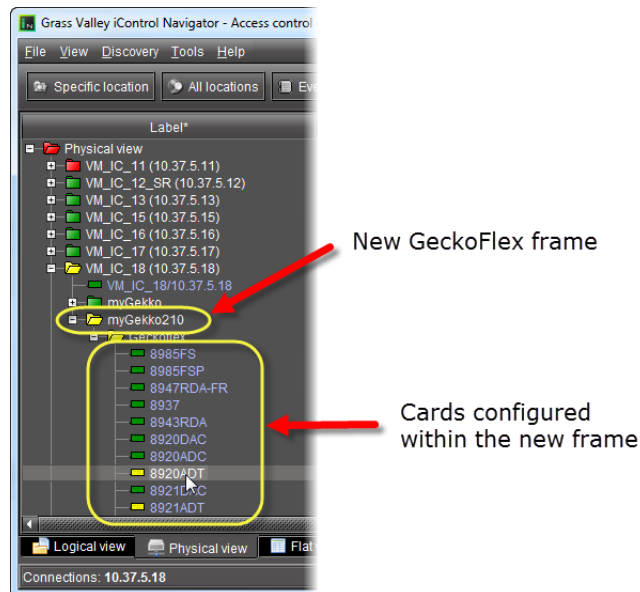 Grass Valley iControl Navigator - Access control
File View Discovery Tools Help
Specific location All locations
Label*
Physical view
VM_IC_11 (10.37.5.11)
VM_IC_12_SR (10.37.5.12)
VM_IC_13 (10.37.5.13)
VM_IC_15 (10.37.5.15)
VM_IC_16 (10.37.5.16)
VM_IC_17 (10.37.5.17)
VM_IC_18 (10.37.5.18)
VM_IC_18/10.37.5.18
myGekko
myGekko210
Geckoflex
8985FS
8985FSP
8947RDA-FR
8937
8943RDA
8920DAC
8920ADC
8920ADT
8921DAC
8921ADT
New GeckoFlex frame
Cards configured
within the new frame
Logical view Physical view Flat
Connections: 10.37.5.18